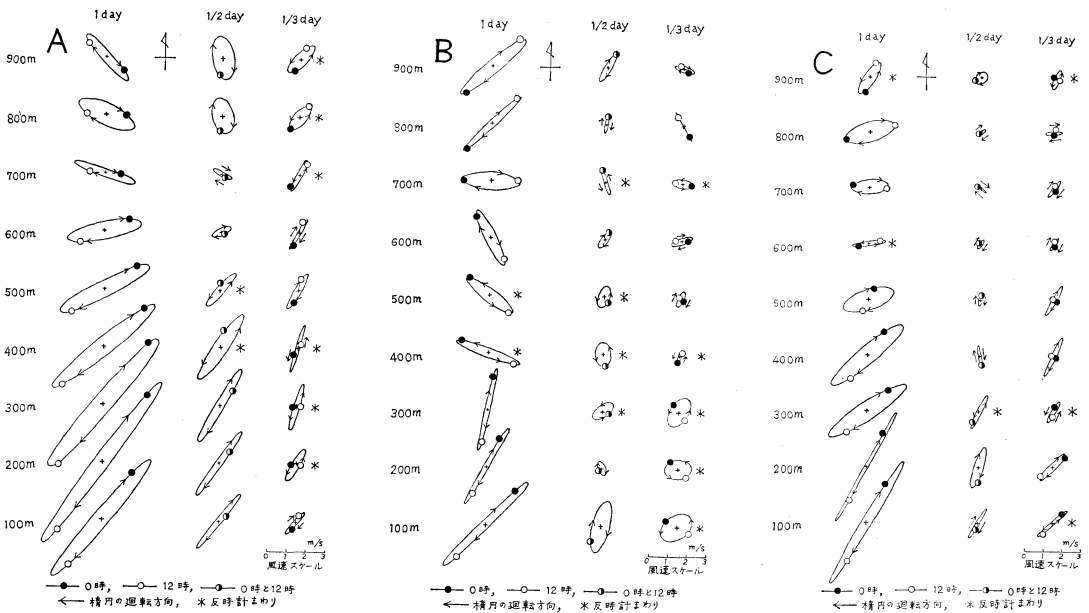 A
1 day 1/2 day 1/3 day
900m *
800m *
700m *
600m
500m *
400m * *
300m *
200m *
100m
m/s
0 1 2 3
風速スケール
0時, 12時, 0時と12時
楕円の廻転方向, *反時計まわり
B
1 day 1/2 day 1/3 day
900m
800m
700m * *
600m
500m * *
400m * * *
300m * *
200m *
100m *
m/s
0 1 2 3
風速スケール
0時, 12時, 0時と12時
楕円の廻転方向, *反時計まわり
C
1 day 1/2 day 1/3 day
900m * *
800m
700m
600m *
500m
400m
300m * *
200m
100m *
m/s
0 1 2 3
風速スケール
0時, 12時, 0時と12時
楕円の廻転方向, *反時計まわり